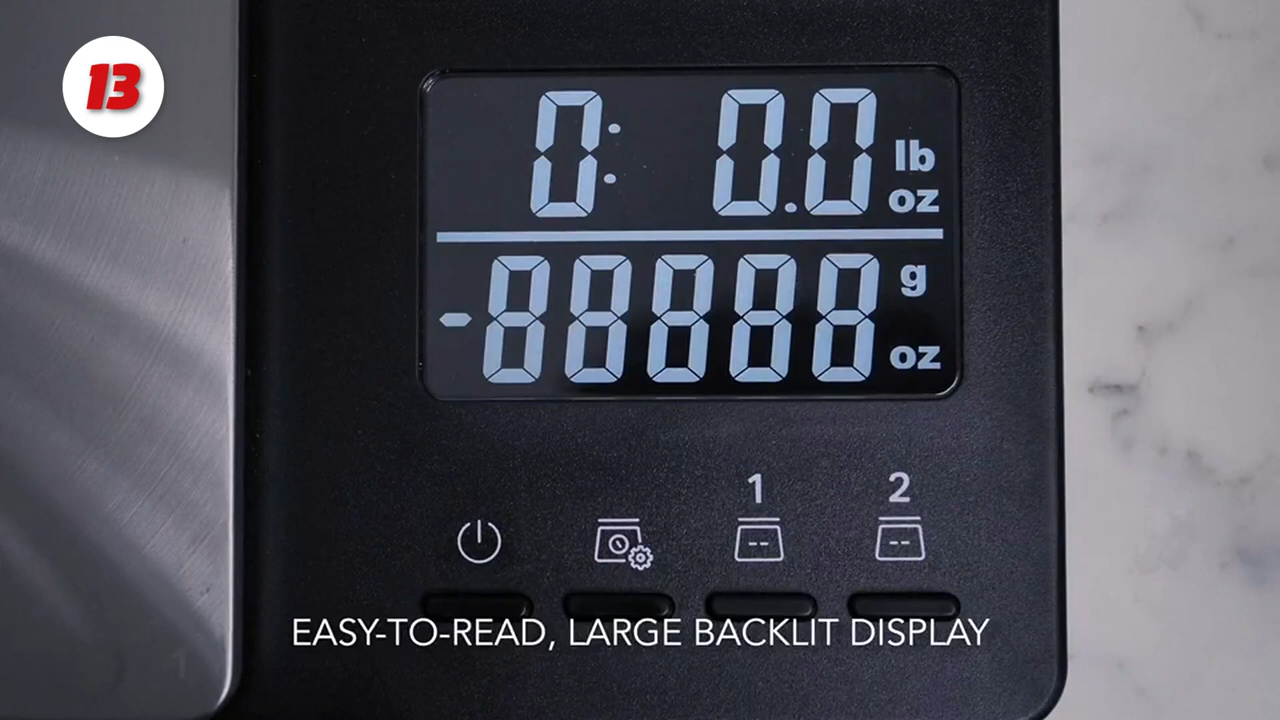 13
0: 0.0 lb
oz
-88888 g
oz
1 2
EASY-TO-READ, LARGE BACKLIT DISPLAY